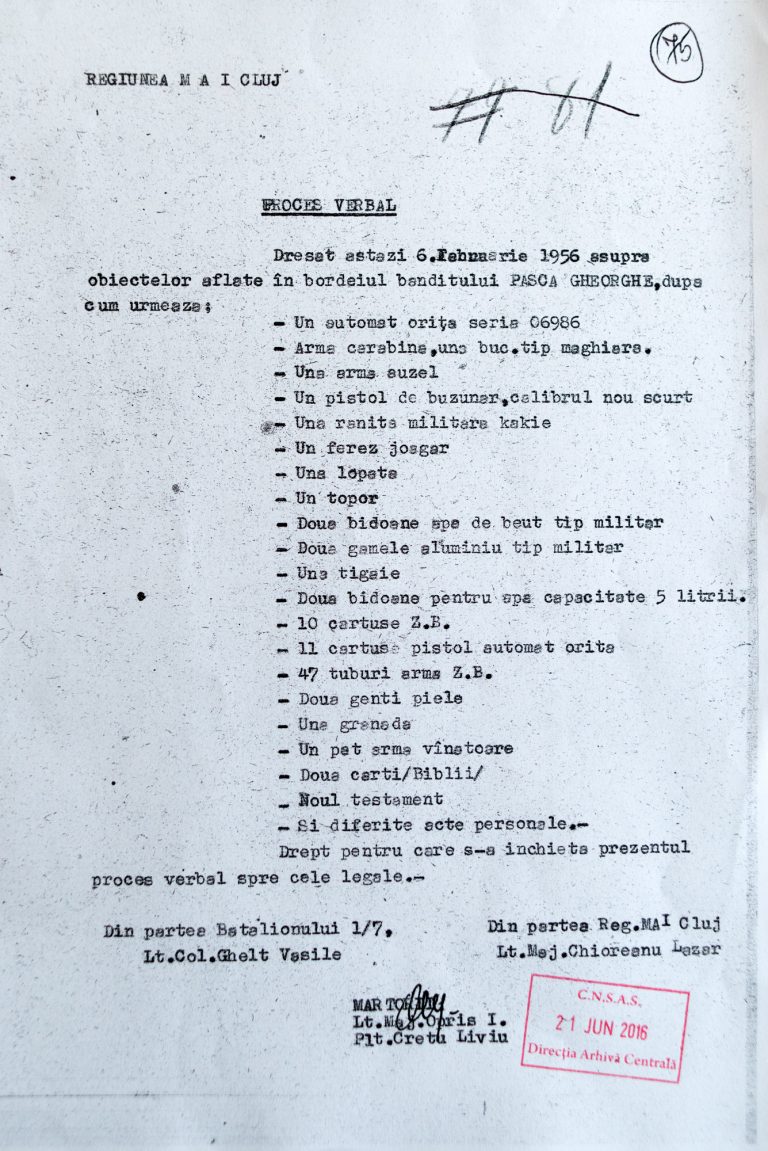 75
REGIUNEA M A I CLUJ
79 81
PROCES VERBAL
Dresat astazi 6.Februarie 1956 asupra
obiectelor aflate în bordeiul banditului PASCA GHEORGHE,dupa
cum urmeaza;
- Un automat orița seria 06986
- Arma carabina,una buc.tip maghiara.
- Una arma auzel
- Un pistol de buzunar,calibrul nou scurt
- Una ranita militara kakie
- Un ferez joagar
- Una lopata
- Un topor
- Doua bidoane apa de beut tip militar
- Doua gamele aluminiu tip militar
- Una tigaie
- Doua bidoane pentru apa capacitate 5 litrii.
- 10 cartuse Z.B.
- 11 cartuse pistol automat orita
- 47 tuburi arma Z.B.
- Doua genti piele
- Una granada
- Un pat arma vînatoare
- Doua carti/Biblii/
- Noul testament
- Si diferite acte personale.-
Drept pentru care s-a inchieta prezentul
proces verbal spre cele legale.-
Din partea Batalionului 1/7, Din partea Reg.MAI Cluj
Lt.Col.Ghelt Vasile Lt.Maj.Chioreanu Lazar
Lt.Maj.Opris I.
Plt.Cretu Liviu
C.N.S.A.S.
21 JUN 2016
Direcția Arhivă Centrală